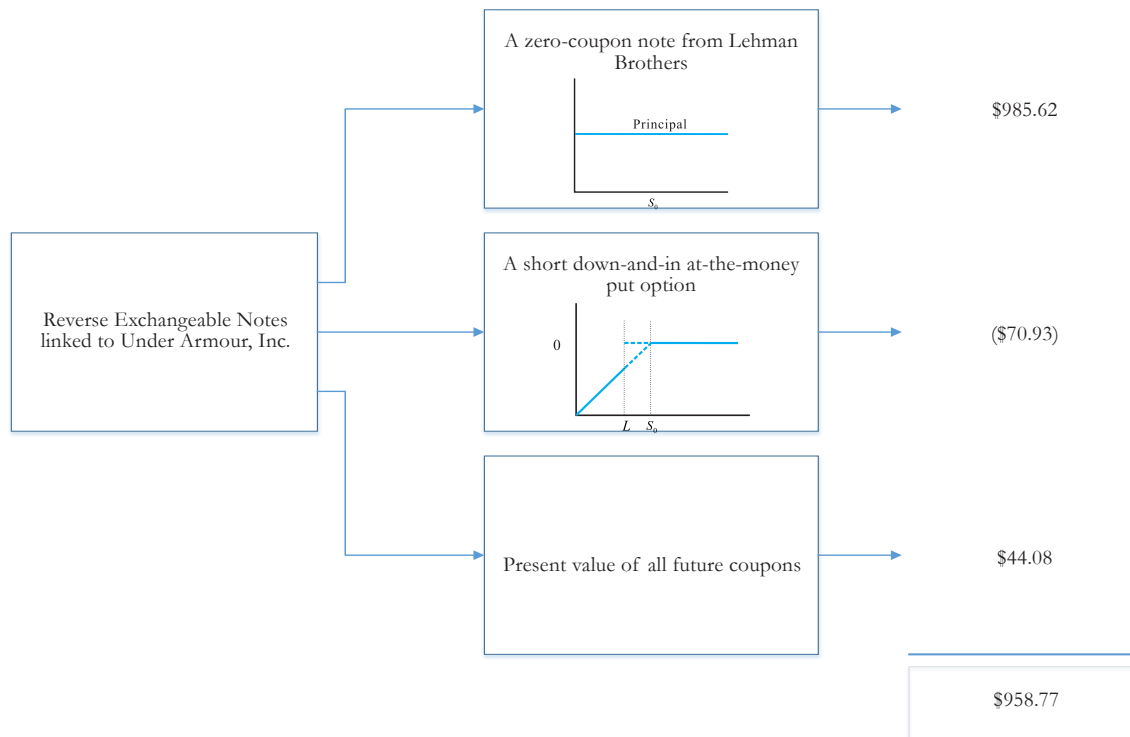 A zero-coupon note from Lehman
Brothers
Principal
S₀
$985.62
Reverse Exchangeable Notes
linked to Under Armour, Inc.
A short down-and-in at-the-money
put option
0
L S₀
($70.93)
Present value of all future coupons
$44.08
$958.77